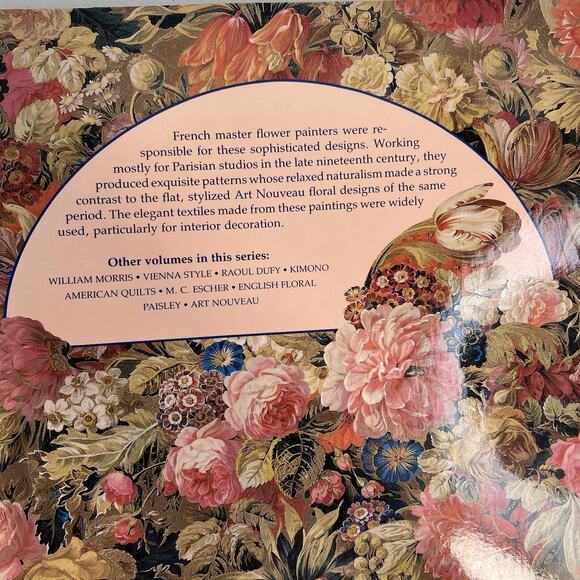 French master flower painters were re-
sponsible for these sophisticated designs. Working
mostly for Parisian studios in the late nineteenth century, they
produced exquisite patterns whose relaxed naturalism made a strong
contrast to the flat, stylized Art Nouveau floral designs of the same
period. The elegant textiles made from these paintings were widely
used, particularly for interior decoration.
Other volumes in this series:
WILLIAM MORRIS • VIENNA STYLE • RAOUL DUFY • KIMONO
AMERICAN QUILTS • M. C. ESCHER • ENGLISH FLORAL
PAISLEY • ART NOUVEAU